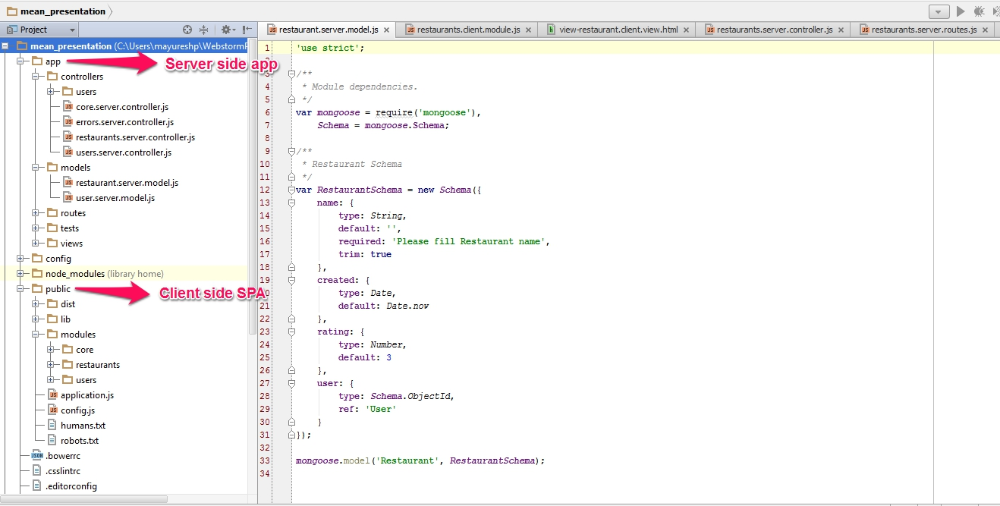 mean_presentation
Project
restaurant.server.model.js
restaurants.client.module.js
view-restaurant.client.view.html
restaurants.server.controller.js
restaurants.server.routes.js
mean_presentation (C:\Users\mayureshp\WebstormP
app
Server side app
controllers
users
core.server.controller.js
errors.server.controller.js
restaurants.server.controller.js
users.server.controller.js
models
restaurant.server.model.js
user.server.model.js
routes
tests
views
config
node_modules (library home)
public
Client side SPA
dist
lib
modules
core
restaurants
users
application.js
config.js
humans.txt
robots.txt
.bowerrc
.csslintrc
.editorconfig
1 'use strict';
3 /**
4 * Module dependencies.
5 */
6 var mongoose = require('mongoose'),
7 Schema = mongoose.Schema;
8
9 /**
10 * Restaurant Schema
11 */
12 var RestaurantSchema = new Schema({
13 name: {
14 type: String,
15 default: '',
16 required: 'Please fill Restaurant name',
17 trim: true
18 },
19 created: {
20 type: Date,
21 default: Date.now
22 },
23 rating: {
24 type: Number,
25 default: 3
26 },
27 user: {
28 type: Schema.ObjectId,
29 ref: 'User'
30 }
31 });
32
33 mongoose.model('Restaurant', RestaurantSchema);
34